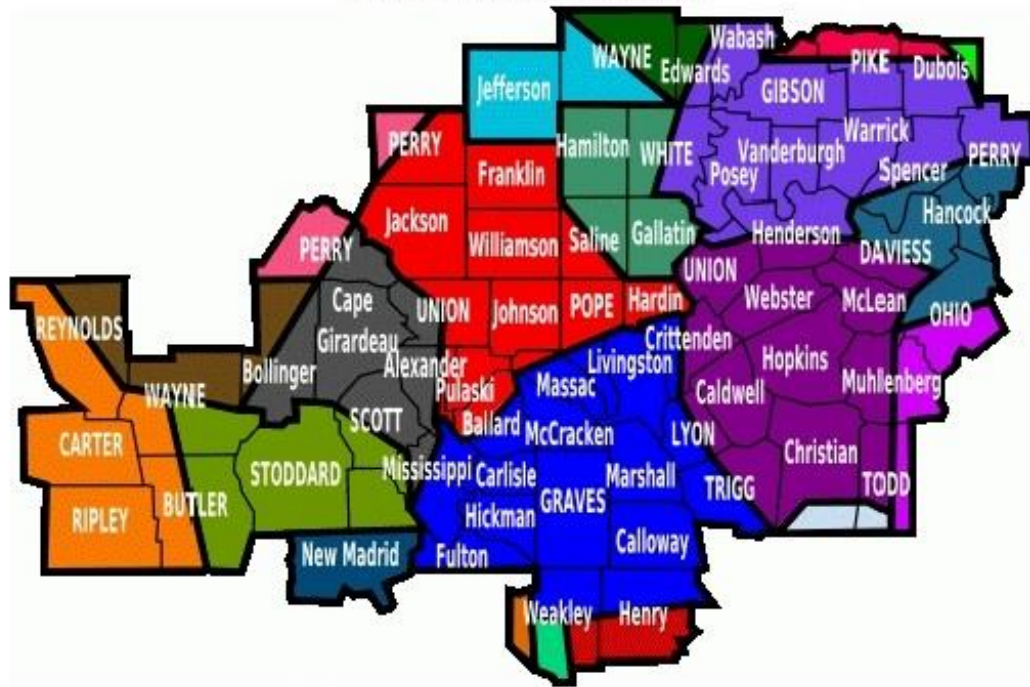 Wabash
WAYNE
Edwards
PIKE
Dubois
Jefferson
GIBSON
PERRY
Hamilton
WHITE
Vanderburgh
Warrick
PERRY
Franklin
Posey
Spencer
Jackson
Hancock
Williamson
Saline
Gallatin
Henderson
DAVIESS
PERRY
UNION
Cape
Girardeau
UNION
Johnson
POPE
Hardin
Webster
McLean
OHIO
REYNOLDS
Crittenden
Bollinger
Alexander
Livingston
Hopkins
WAYNE
Pulaski
Massac
Caldwell
Muhlenberg
SCOTT
Ballard
McCracken
LYON
CARTER
Christian
STODDARD
Mississippi
Carlisle
Marshall
TRIGG
TODD
BUTLER
GRAVES
RIPLEY
Hickman
New Madrid
Fulton
Calloway
Weakley
Henry